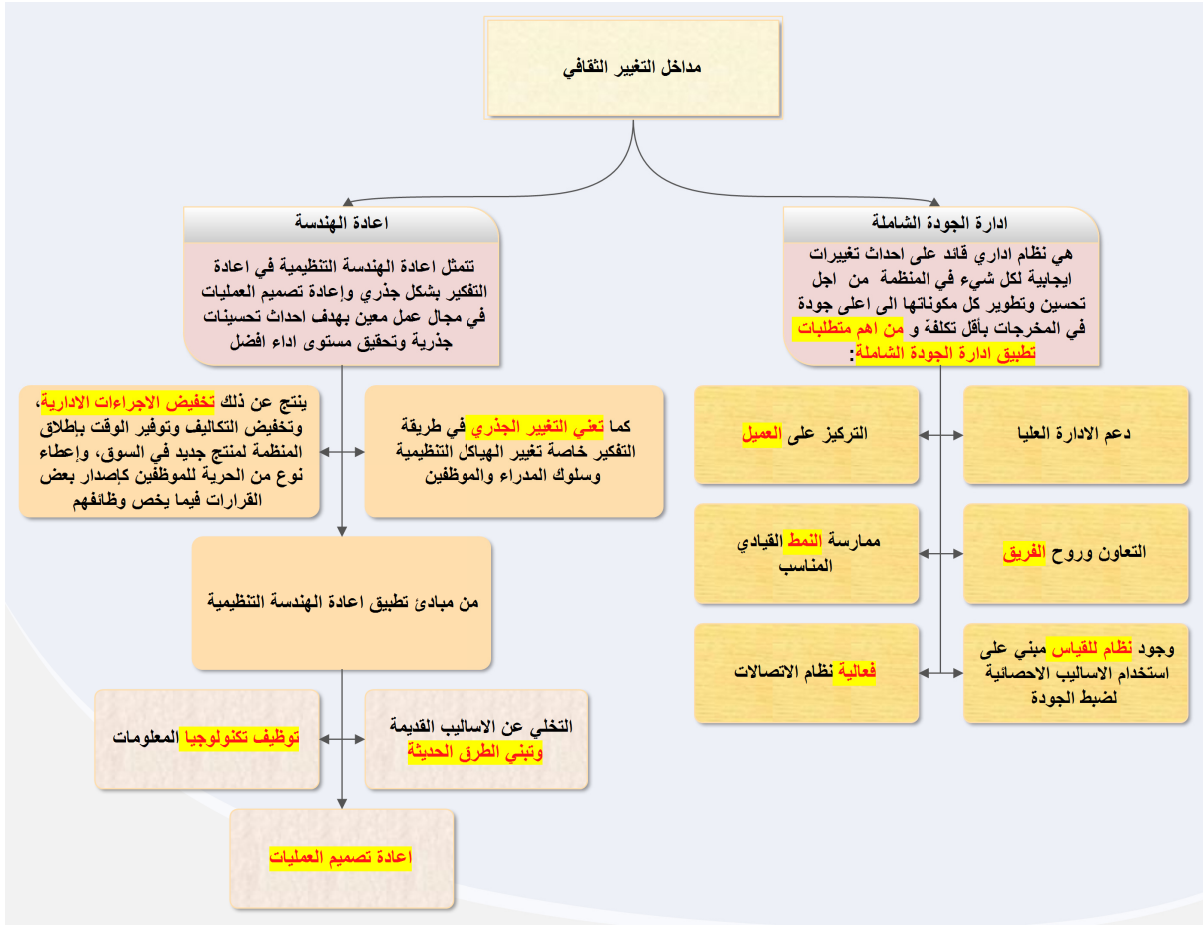 مداخل التغيير الثقافي
ادارة الجودة الشاملة
هي نظام اداري قائد على احداث تغييرات
ايجابية لكل شيء في المنظمة من اجل
تحسين وتطوير كل مكوناتها الى اعلى جودة
في المخرجات بأقل تكلفة و من اهم متطلبات
تطبيق ادارة الجودة الشاملة:
دعم الادارة العليا
التركيز على العميل
التعاون وروح الفريق
ممارسة النمط القيادي
المناسب
وجود نظام للقياس مبني على
استخدام الاساليب الاحصائية
لضبط الجودة
فعالية نظام الاتصالات
اعادة الهندسة
تتمثل اعادة الهندسة التنظيمية في اعادة
التفكير بشكل جذري وإعادة تصميم العمليات
في مجال عمل معين بهدف احداث تحسينات
جذرية وتحقيق مستوى اداء افضل
كما تعني التغيير الجذري في طريقة
التفكير خاصة تغيير الهياكل التنظيمية
وسلوك المدراء والموظفين
ينتج عن ذلك تخفيض الاجراءات الادارية،
وتخفيض التكاليف وتوفير الوقت بإطلاق
المنظمة لمنتج جديد في السوق، وإعطاء
نوع من الحرية للموظفين كإصدار بعض
القرارات فيما يخص وظائفهم
من مبادئ تطبيق اعادة الهندسة التنظيمية
التخلي عن الاساليب القديمة
وتبني الطرق الحديثة
توظيف تكنولوجيا المعلومات
اعادة تصميم العمليات